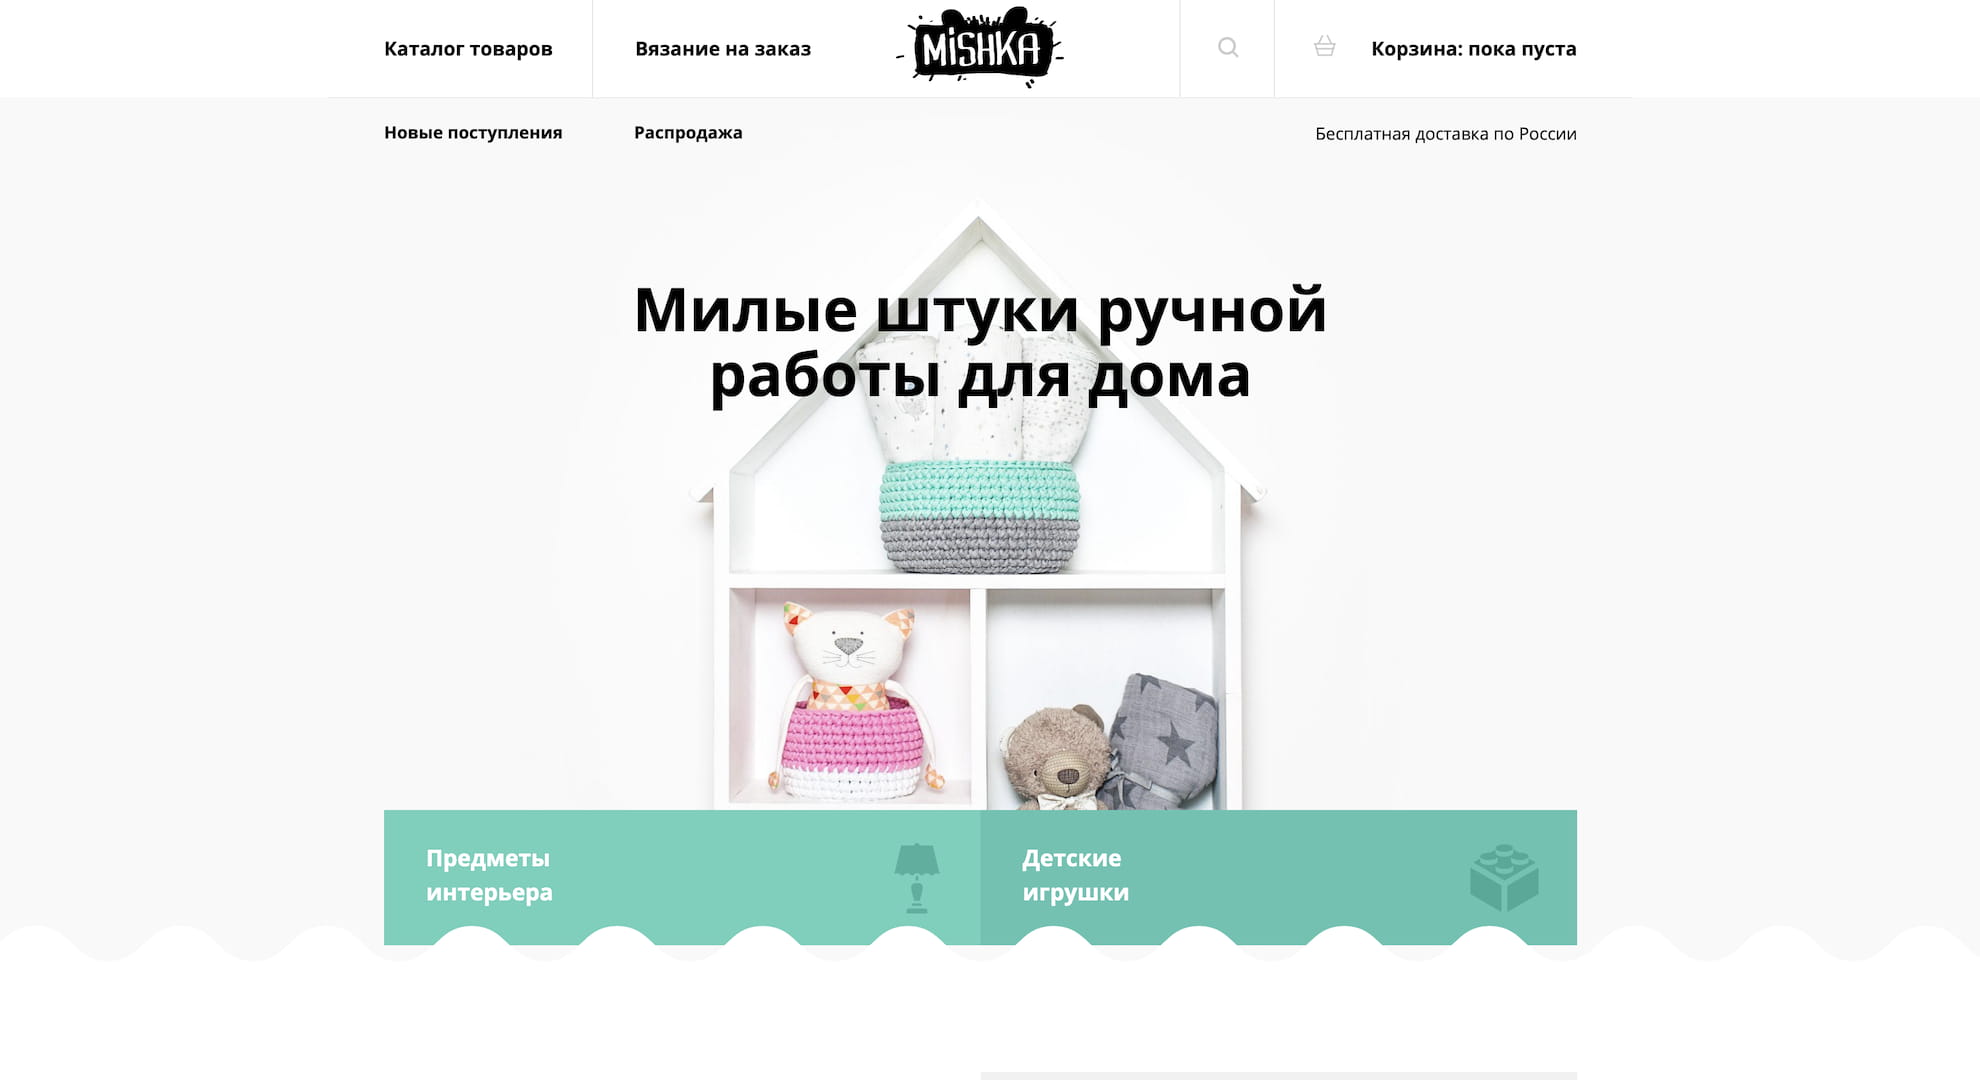 Каталог товаров
Вязание на заказ
MiSHKA
Корзина: пока пуста
Новые поступления
Распродажа
Бесплатная доставка по России
Милые штуки ручной
работы для дома
Предметы
интерьера
Детские
игрушки